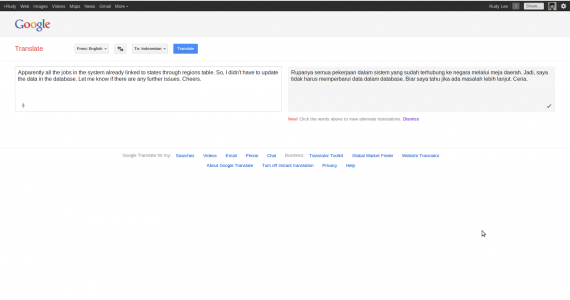 +Rudy Web Images Videos Maps News Gmail More Rudy Lee Share...
Google
Translate From: English To: Indonesian Translate
Apparently all the jobs in the system already linked to states through regions table. So, I didn't have to update
the data in the database. Let me know if there are any further issues. Cheers.
Rupanya semua pekerjaan dalam sistem yang sudah terhubung ke negara melalui meja daerah. Jadi, saya
tidak harus memperbarui data dalam database. Biar saya tahu jika ada masalah lebih lanjut. Ceria.
New! Click the words above to view alternate translations. Dismiss
Google Translate for my: Searches Videos Email Phone Chat Business: Translator Toolkit Global Market Finder Website Translator
About Google Translate Turn off instant translation Privacy Help